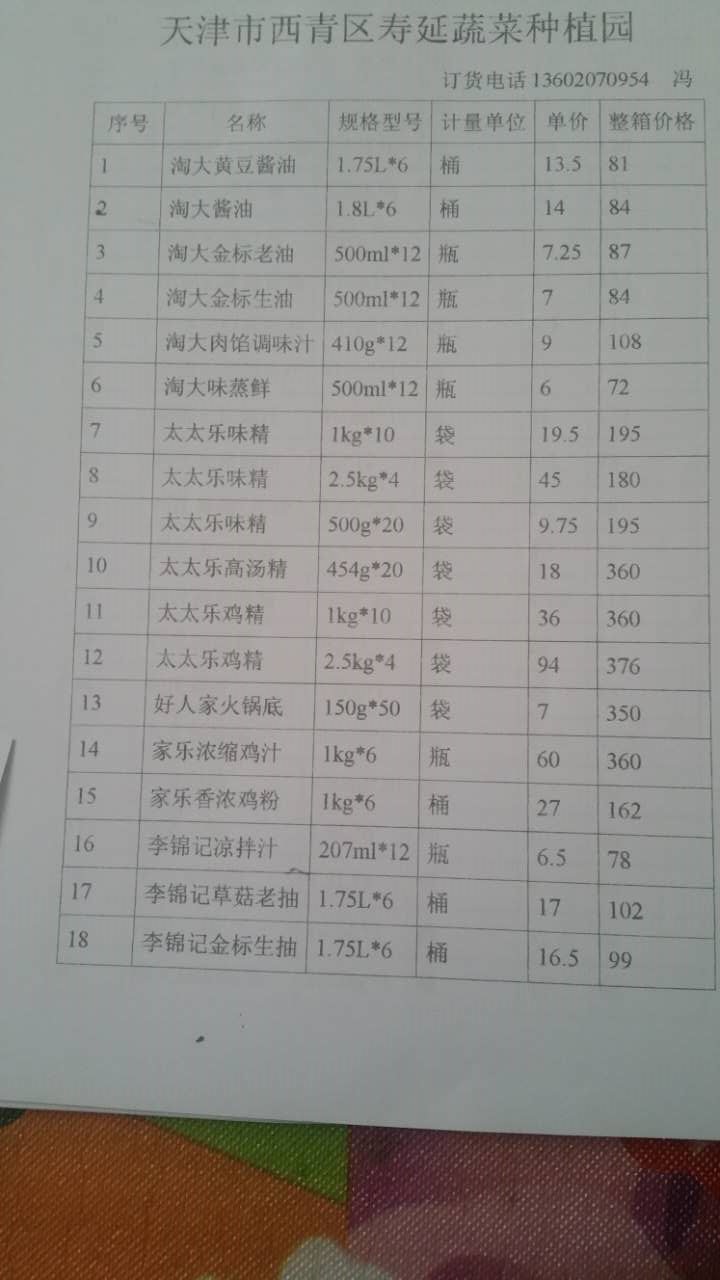 天津市西青区寿延蔬菜种植园
订货电话 13602070954 冯
序号 名称 规格型号 计量单位 单价 整箱价格
1 淘大黄豆酱油 1.75L*6 桶 13.5 81
2 淘大酱油 1.8L*6 桶 14 84
3 淘大金标老油 500ml*12 瓶 7.25 87
4 淘大金标生油 500ml*12 瓶 7 84
5 淘大肉馅调味汁 410g*12 瓶 9 108
6 淘大味蒸鲜 500ml*12 瓶 6 72
7 太太乐味精 1kg*10 袋 19.5 195
8 太太乐味精 2.5kg*4 袋 45 180
9 太太乐味精 500g*20 袋 9.75 195
10 太太乐高汤精 454g*20 袋 18 360
11 太太乐鸡精 1kg*10 袋 36 360
12 太太乐鸡精 2.5kg*4 袋 94 376
13 好人家火锅底 150g*50 袋 7 350
14 家乐浓缩鸡汁 1kg*6 瓶 60 360
15 家乐香浓鸡粉 1kg*6 桶 27 162
16 李锦记凉拌汁 207ml*12 瓶 6.5 78
17 李锦记草菇老抽 1.75L*6 桶 17 102
18 李锦记金标生抽 1.75L*6 桶 16.5 99